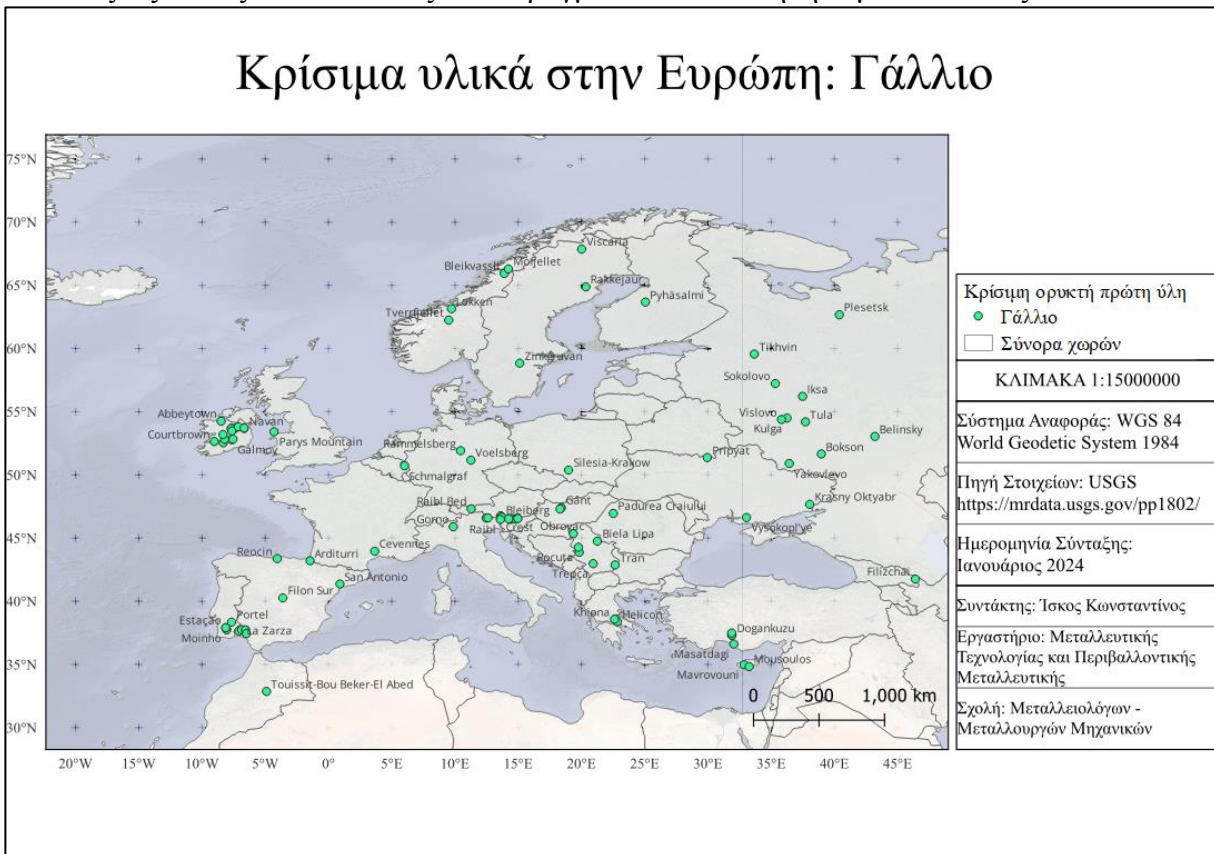 Κρίσιμα υλικά στην Ευρώπη: Γάλλιο
75°N
70°N
65°N
60°N
55°N
50°N
45°N
40°N
35°N
30°N
20°W
15°W
10°W
5°W
0°
5°E
10°E
15°E
20°E
25°E
30°E
35°E
40°E
45°E
Viscaria
Mofjellet
Bleikvassli
Rakkejaur
Pyhäsalmi
Løkken
Tverrfjellet
Plesetsk
Zinkgruvan
Tikhvin
Sokolovo
Iksa
Abbeytown
Navan
Courtbrown
Galmoy
Parys Mountain
Vislovo
Kulga
Tula
Belinsky
Rammelsberg
Voelsberg
Pripyat
Bokson
Schmalgraf
Silesia-Krakow
Yakovlevo
Krasny Oktyabr
Raibl Bed
Bleiberg
Gant
Padurea Craiului
Gorno
Raibl
Crest
Obrovac
Biela Lipa
Vysokopl'ye
Reocin
Arditurri
Cevennes
Trepça
Tran
Filizchai
San Antonio
Filon Sur
Khiona
Helicon
Estação
Portel
Moinho
La Zarza
Dogankuzu
Masatdagi
Mousoulos
Mavrovouni
Touissit-Bou Beker-El Abed
0 500 1,000 km
Κρίσιμη ορυκτή πρώτη ύλη
Γάλλιο
Σύνορα χωρών
ΚΛΙΜΑΚΑ 1:15000000
Σύστημα Αναφοράς: WGS 84
World Geodetic System 1984
Πηγή Στοιχείων: USGS
https://mrdata.usgs.gov/pp1802/
Ημερομηνία Σύνταξης:
Ιανουάριος 2024
Συντάκτης: Ίσκος Κωνσταντίνος
Εργαστήριο: Μεταλλευτικής
Τεχνολογίας και Περιβαλλοντικής
Μεταλλευτικής
Σχολή: Μεταλλειολόγων -
Μεταλλουργών Μηχανικών